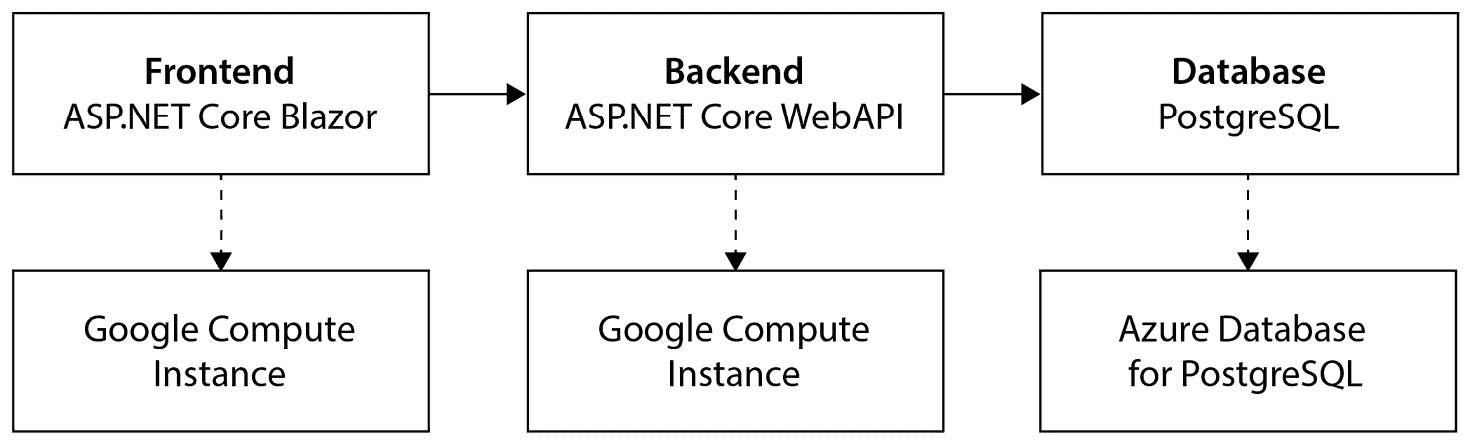 Frontend
ASP.NET Core Blazor
Backend
ASP.NET Core WebAPI
Database
PostgreSQL
Google Compute
Instance
Google Compute
Instance
Azure Database
for PostgreSQL